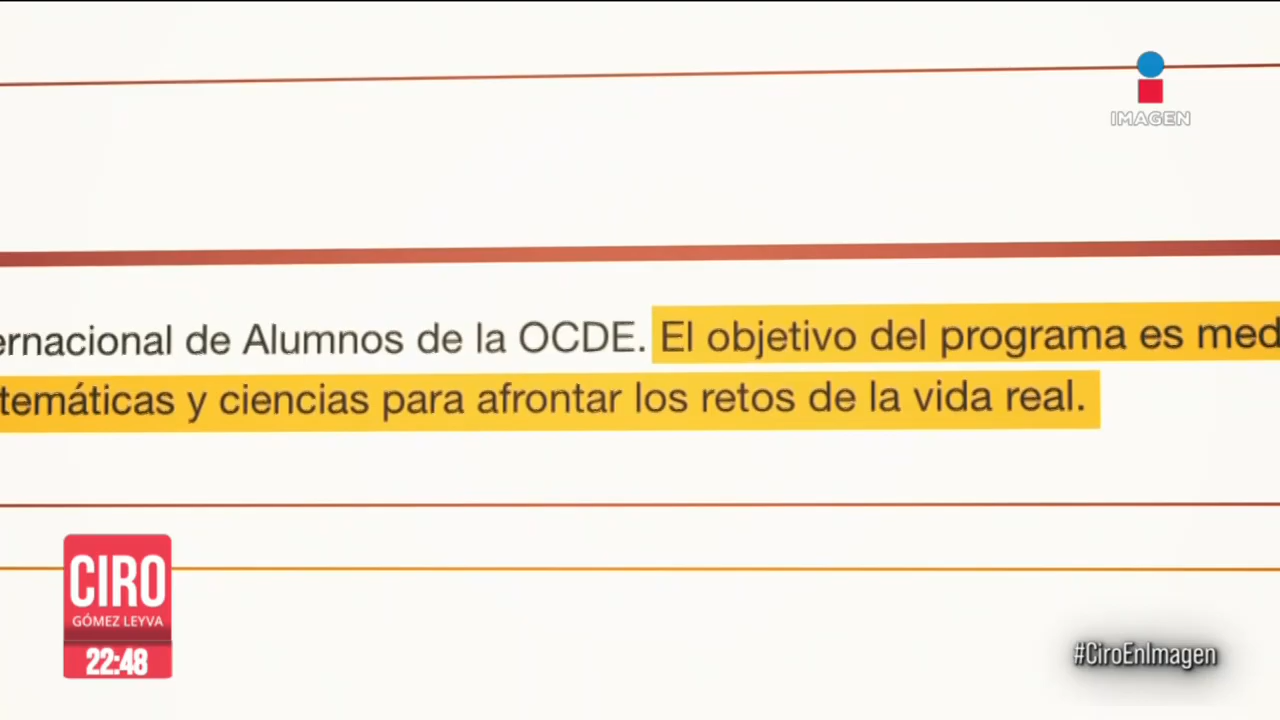 IMAGEN
ernacional de Alumnos de la OCDE. El objetivo del programa es med
temáticas y ciencias para afrontar los retos de la vida real.
CIRO
GÓMEZ LEYVA
22:48
#CiroEnImagen